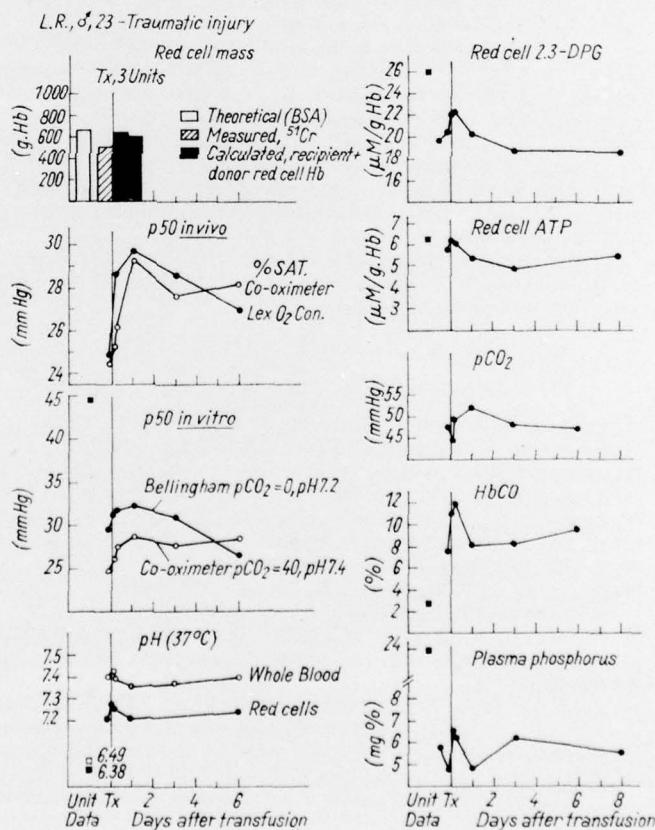 L.R., ♂, 23 - Traumatic injury
Red cell mass
Tx, 3 Units
(g. Hb)
1000
800
600
400
200
Theoretical (BSA)
Measured, ⁵¹Cr
Calculated, recipient + donor red cell Hb
p50 in vivo
(mmHg)
30
28
26
24
% SAT.
Co-oximeter
Lex O₂ Con.
p50 in vitro
(mmHg)
45
35
30
25
Bellingham pCO₂=0, pH 7.2
Co-oximeter pCO₂=40, pH 7.4
pH (37°C)
7.5
7.4
7.3
7.2
Whole Blood
Red cells
6.49
6.38
Unit Data
Tx
2 4 6
Days after transfusion
Red cell 2.3-DPG
(µM/g Hb)
26
24
22
20
18
16
14
Red cell ATP
(µM/g. Hb)
7
6
5
4
3
2
pCO₂
(mmHg)
55
50
45
HbCO
(%)
12
10
8
6
4
2
Plasma phosphorus
(mg %)
24
8
7
6
5
Unit Data
Tx
2 4 6 8
Days after transfusion